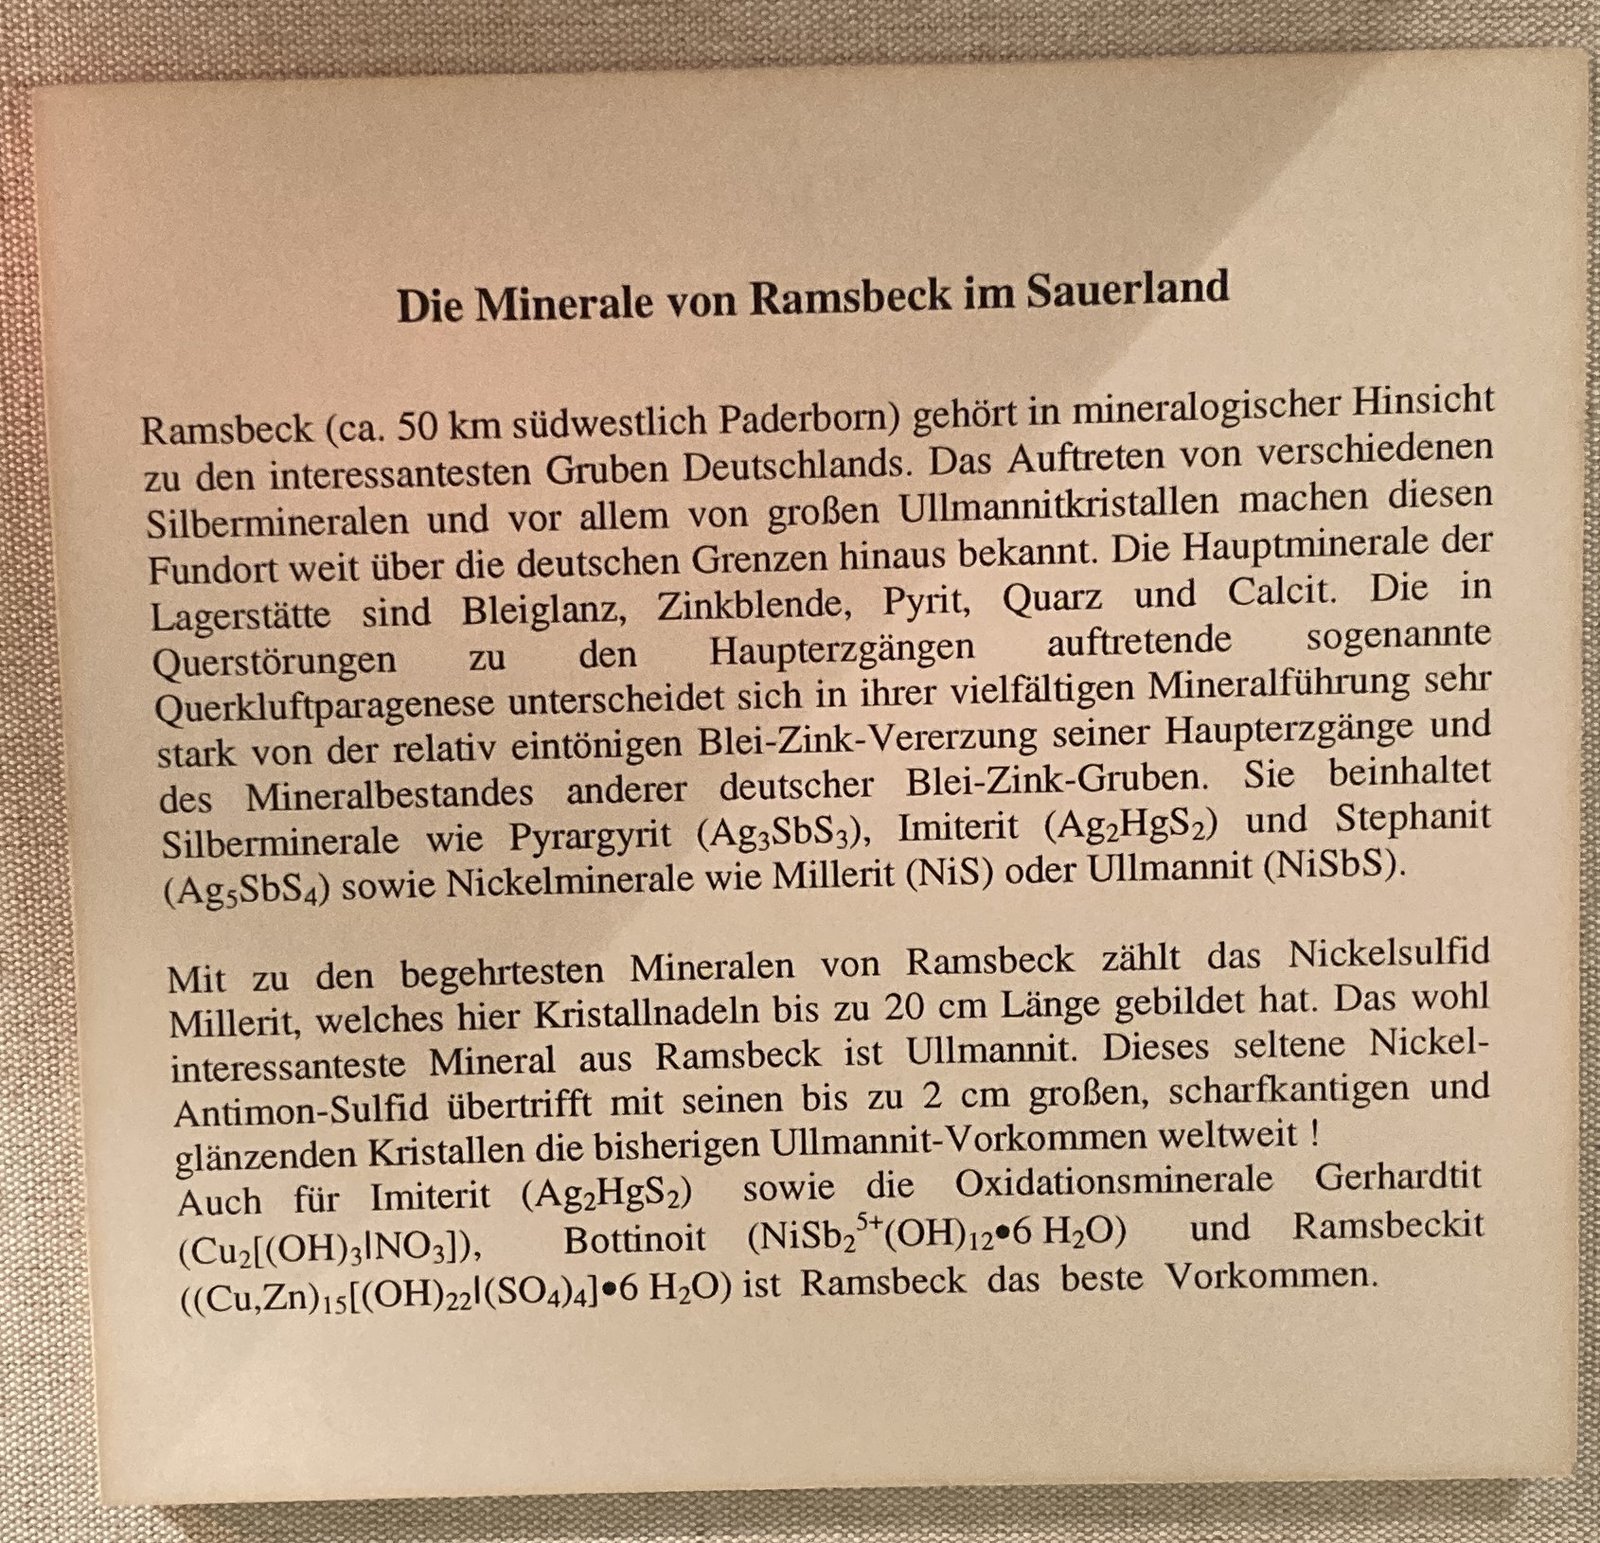 Die Minerale von Ramsbeck im Sauerland
Ramsbeck (ca. 50 km südwestlich Paderborn) gehört in mineralogischer Hinsicht
zu den interessantesten Gruben Deutschlands. Das Auftreten von verschiedenen
Silbermineralen und vor allem von großen Ullmannitkristallen machen diesen
Fundort weit über die deutschen Grenzen hinaus bekannt. Die Hauptminerale der
Lagerstätte sind Bleiglanz, Zinkblende, Pyrit, Quarz und Calcit. Die in
Querstörungen zu den Haupterzgängen auftretende sogenannte
Querkluftparagenese unterscheidet sich in ihrer vielfältigen Mineralführung sehr
stark von der relativ eintönigen Blei-Zink-Vererzung seiner Haupterzgänge und
des Mineralbestandes anderer deutscher Blei-Zink-Gruben. Sie beinhaltet
Silberminerale wie Pyrargyrit (Ag₃SbS₃), Imiterit (Ag₂HgS₂) und Stephanit
(Ag₅SbS₄) sowie Nickelminerale wie Millerit (NiS) oder Ullmannit (NiSbS).
Mit zu den begehrtesten Mineralen von Ramsbeck zählt das Nickelsulfid
Millerit, welches hier Kristallnadeln bis zu 20 cm Länge gebildet hat. Das wohl
interessanteste Mineral aus Ramsbeck ist Ullmannit. Dieses seltene Nickel-
Antimon-Sulfid übertrifft mit seinen bis zu 2 cm großen, scharfkantigen und
glänzenden Kristallen die bisherigen Ullmannit-Vorkommen weltweit !
Auch für Imiterit (Ag₂HgS₂) sowie die Oxidationsminerale Gerhardtit
(Cu₂[(OH)₃|NO₃]), Bottinoit (NiSb₂⁵⁺(OH)₁₂•6 H₂O) und Ramsbeckit
((Cu,Zn)₁₅[(OH)₂₂|(SO₄)₄]•6 H₂O) ist Ramsbeck das beste Vorkommen.